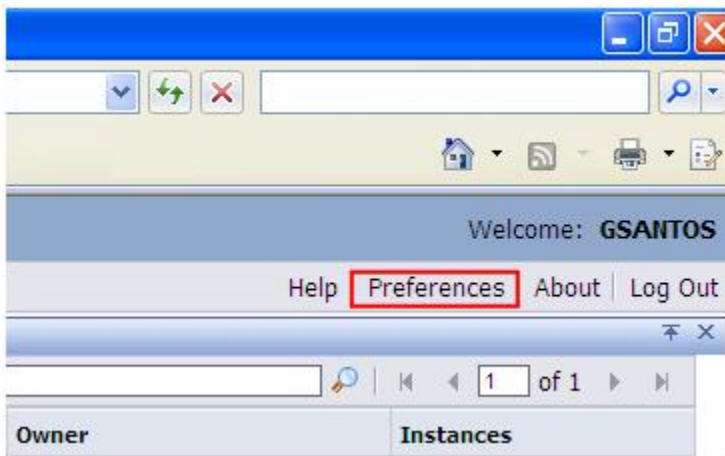 Welcome: GSANTOS
Help Preferences About Log Out
1 of 1
Owner Instances